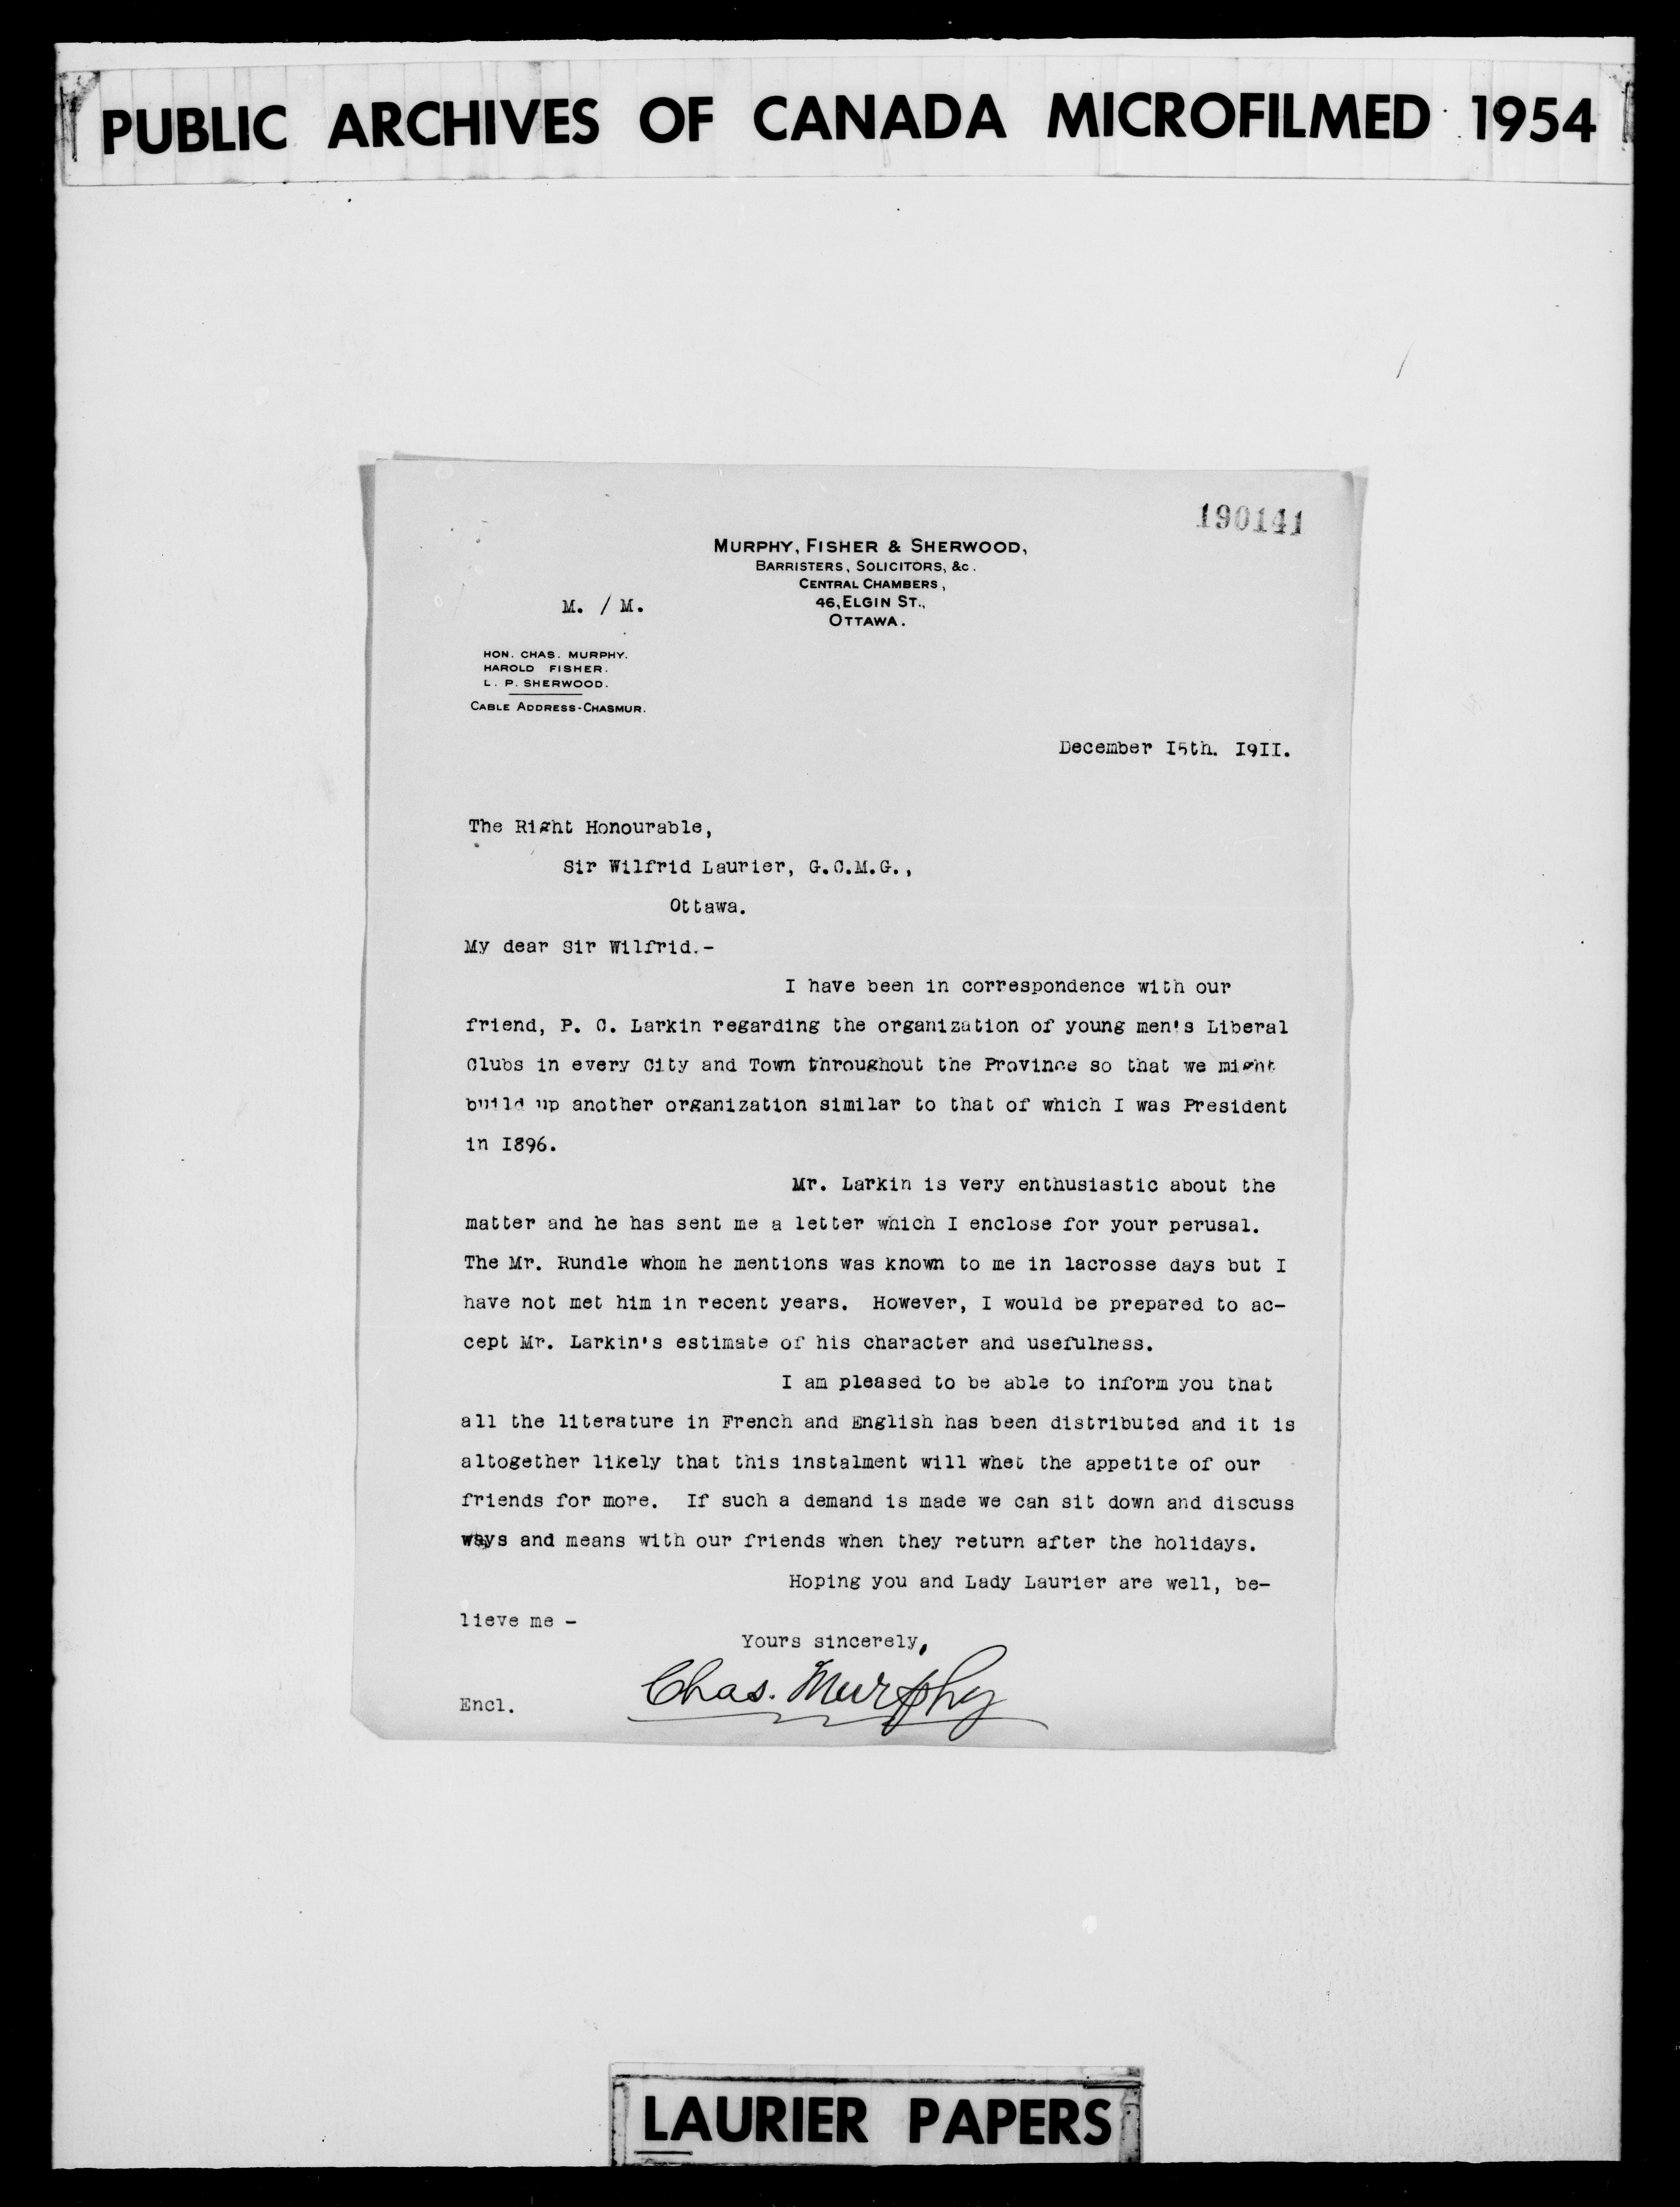 PUBLIC ARCHIVES OF CANADA MICROFILMED 1954
190141
MURPHY, FISHER & SHERWOOD,
BARRISTERS, SOLICITORS, &c.
CENTRAL CHAMBERS,
46, ELGIN ST.,
OTTAWA.
M. / M.
HON. CHAS. MURPHY.
HAROLD FISHER.
L. P. SHERWOOD.
CABLE ADDRESS-CHASMUR.
December I5th. I9II.
The Right Honourable,
Sir Wilfrid Laurier, G.C.M.G.,
Ottawa.
My dear Sir Wilfrid.-
I have been in correspondence with our
friend, P. C. Larkin regarding the organization of young men's Liberal
Clubs in every City and Town throughout the Province so that we might
build up another organization similar to that of which I was President
in I896.
Mr. Larkin is very enthusiastic about the
matter and he has sent me a letter which I enclose for your perusal.
The Mr. Rundle whom he mentions was known to me in lacrosse days but I
have not met him in recent years. However, I would be prepared to ac-
cept Mr. Larkin's estimate of his character and usefulness.
I am pleased to be able to inform you that
all the literature in French and English has been distributed and it is
altogether likely that this instalment will whet the appetite of our
friends for more. If such a demand is made we can sit down and discuss
ways and means with our friends when they return after the holidays.
Hoping you and Lady Laurier are well, be-
lieve me -
Yours sincerely,
Chas. Murphy
Encl.
LAURIER PAPERS